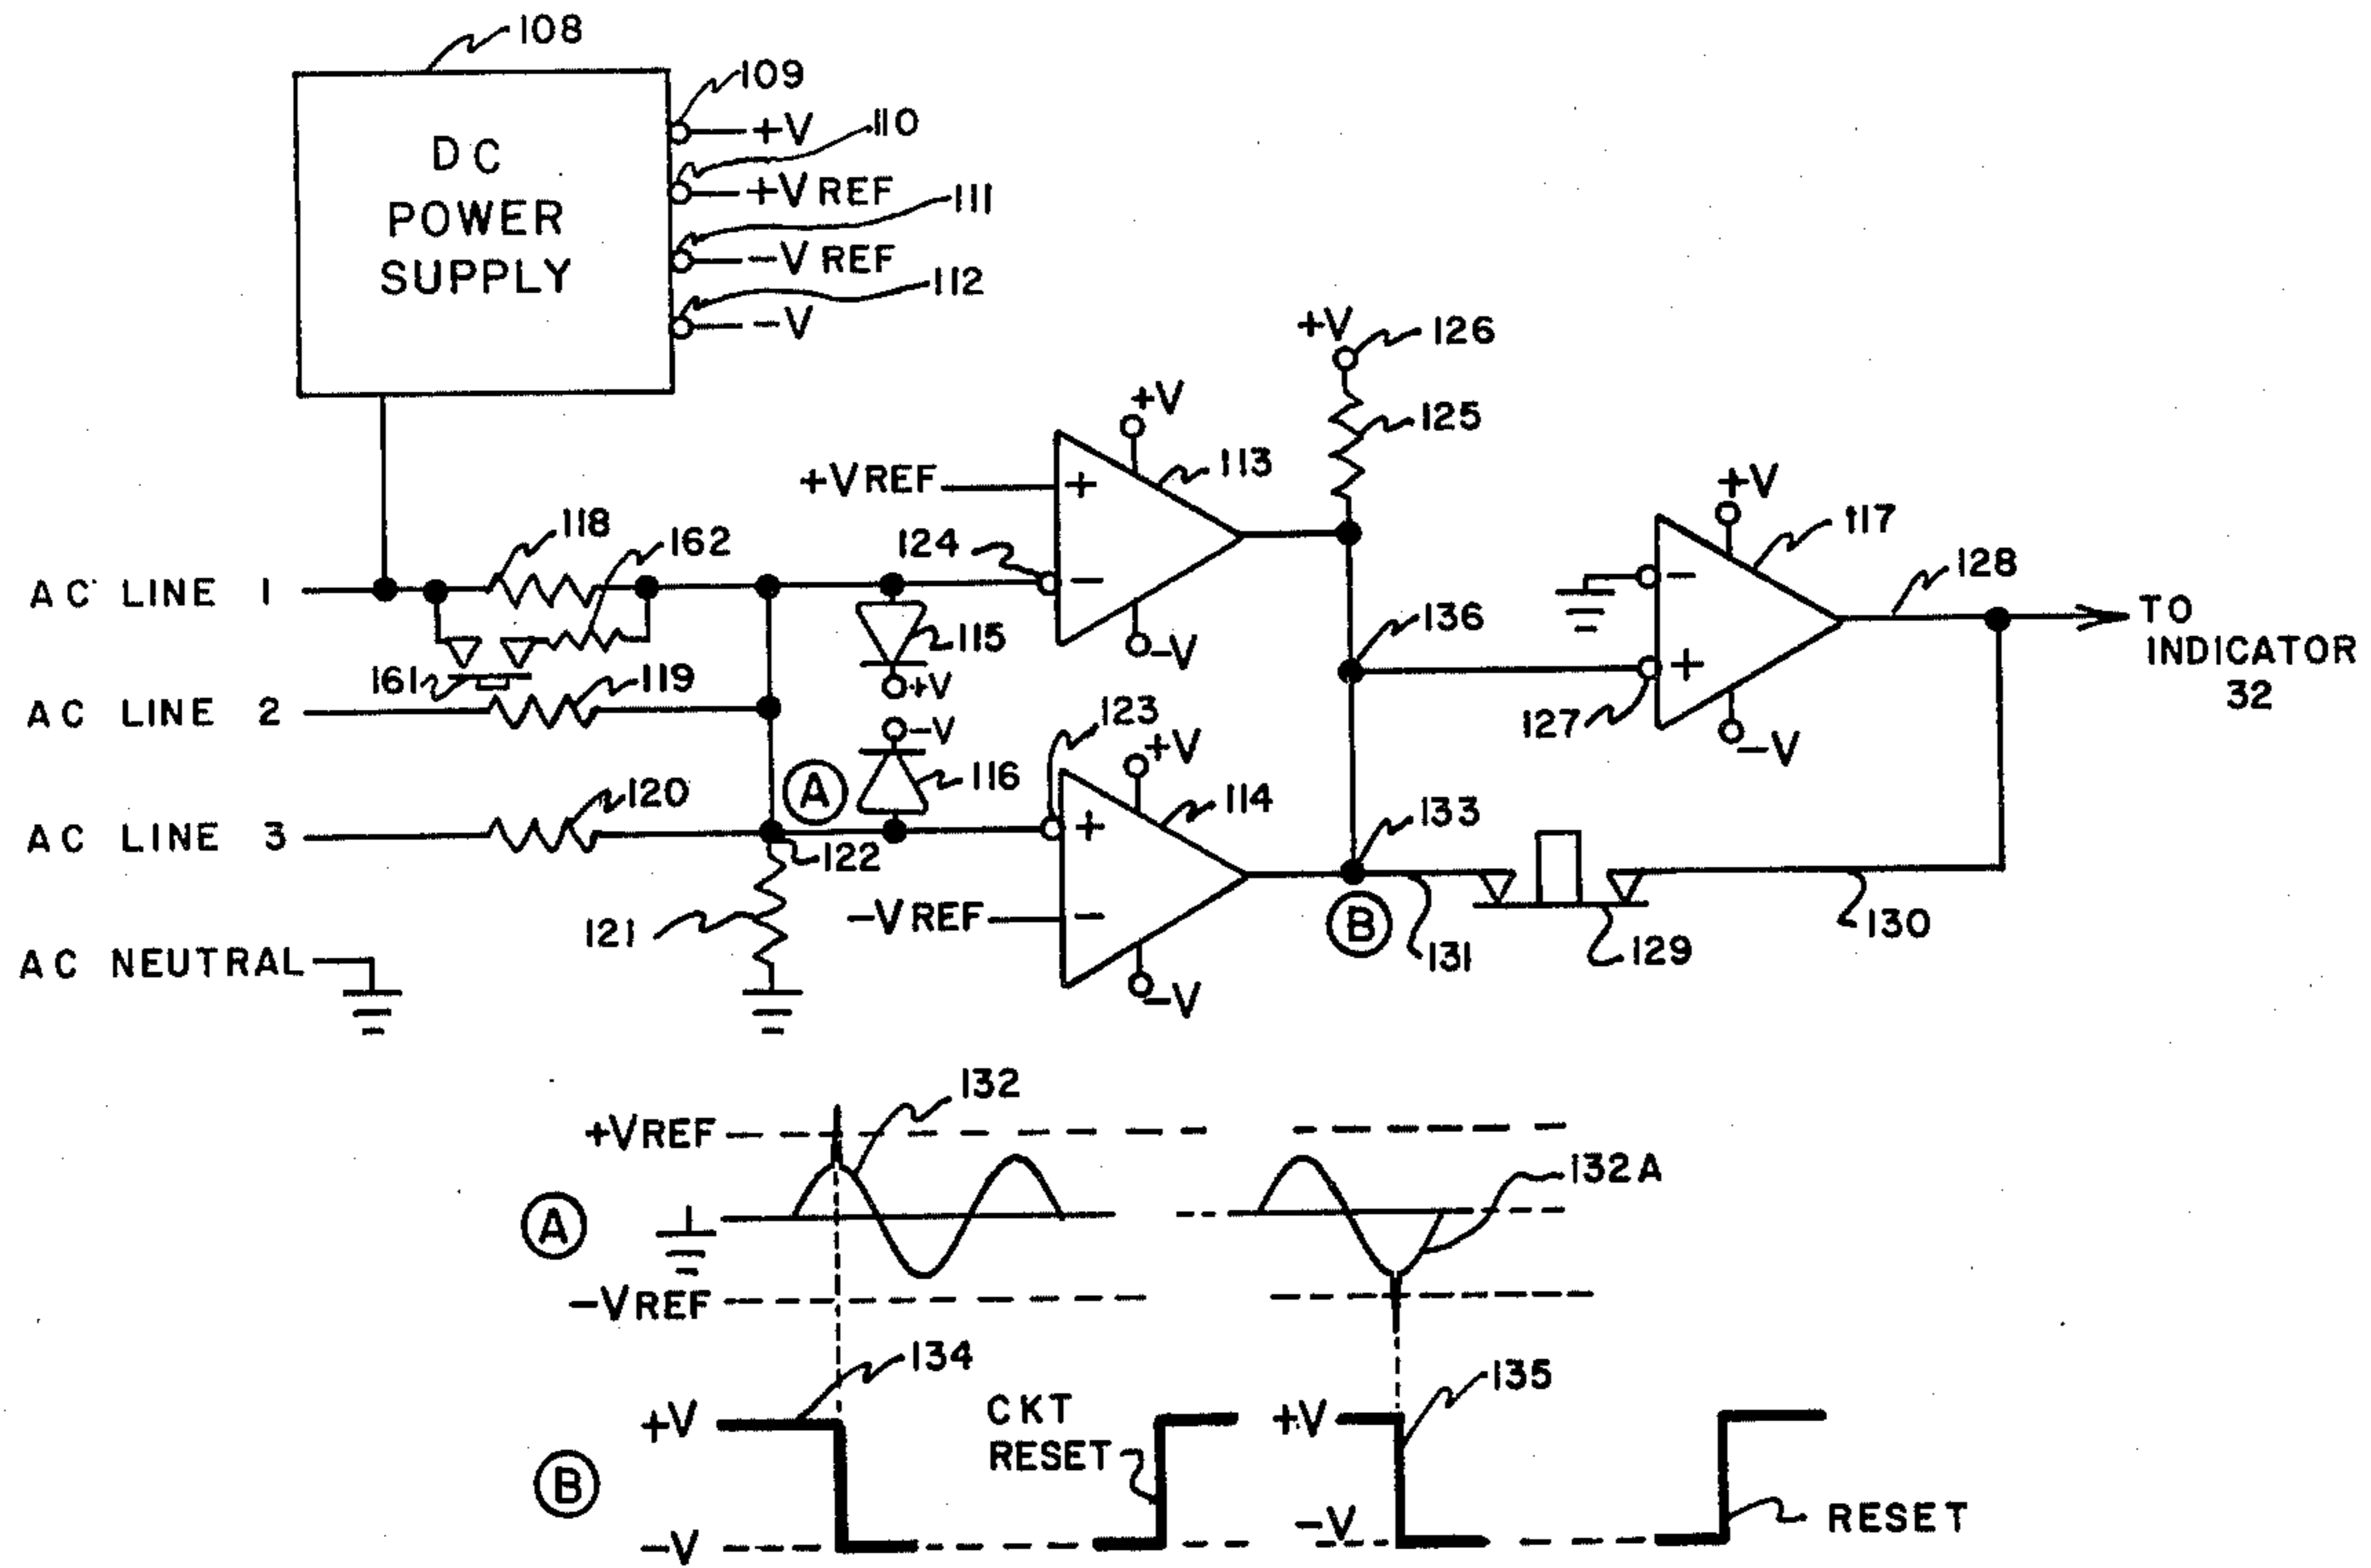 108
109
DC
POWER
SUPPLY
+V
110
+VREF
111
-VREF
112
-V
+V
126
125
+V
+VREF
+
113
124
-
-V
118
162
AC LINE 1
161
115
+V
136
+V
117
-
128
TO
INDICATOR
32
+
127
-V
119
AC LINE 2
-V
116
123
+V
A
120
AC LINE 3
122
+
114
133
-VREF
-
121
B
131
129
130
-V
AC NEUTRAL
132
+VREF
132A
A
-VREF
134
135
+V
CKT
RESET
+V
B
-V
-V
RESET